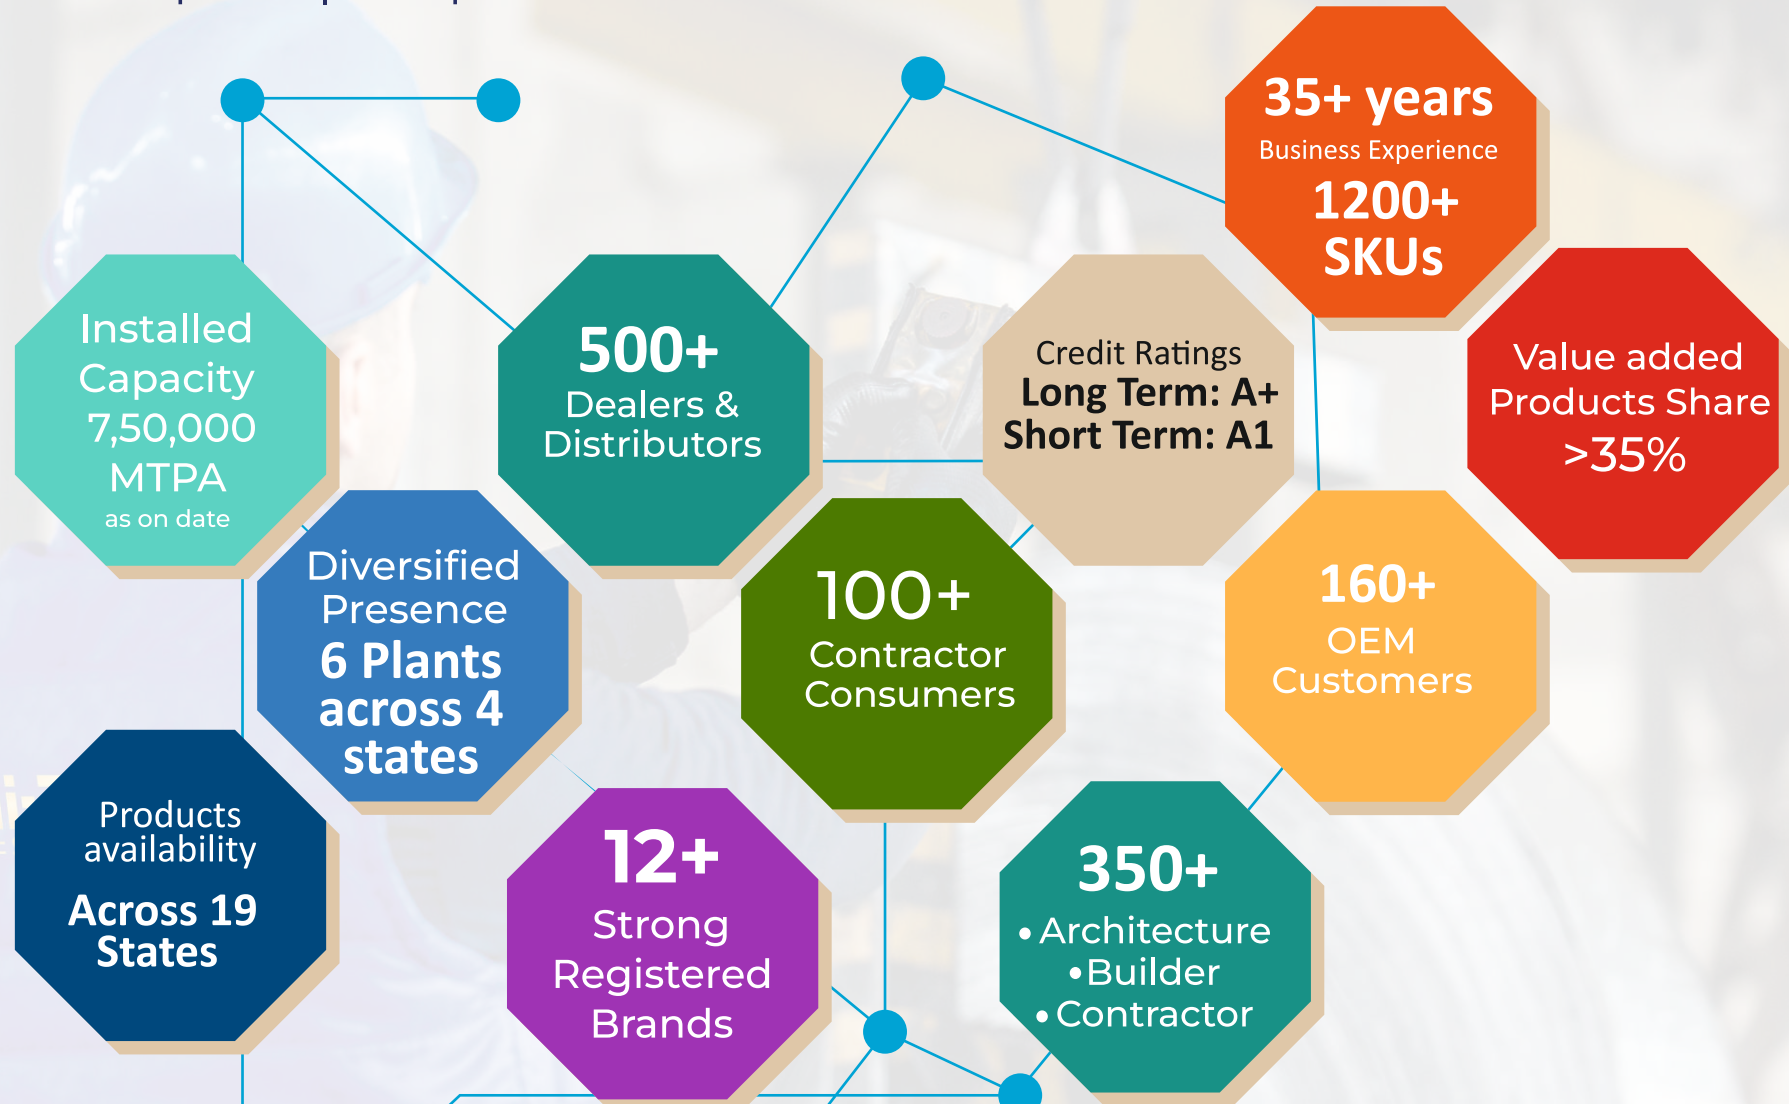 35+ years
Business Experience
1200+
SKUs
Installed
Capacity
7,50,000
MTPA
as on date
500+
Dealers &
Distributors
Credit Ratings
Long Term: A+
Short Term: A1
Value added
Products Share
>35%
Diversified
Presence
6 Plants
across 4
states
100+
Contractor
Consumers
160+
OEM
Customers
Products
availability
Across 19
States
12+
Strong
Registered
Brands
350+
• Architecture
• Builder
• Contractor